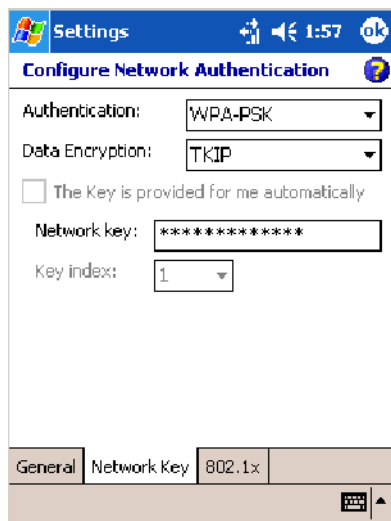 Settings 1:57 ok
Configure Network Authentication ?
Authentication: WPA-PSK
Data Encryption: TKIP
The Key is provided for me automatically
Network key: *************
Key index: 1
General Network Key 802.1x